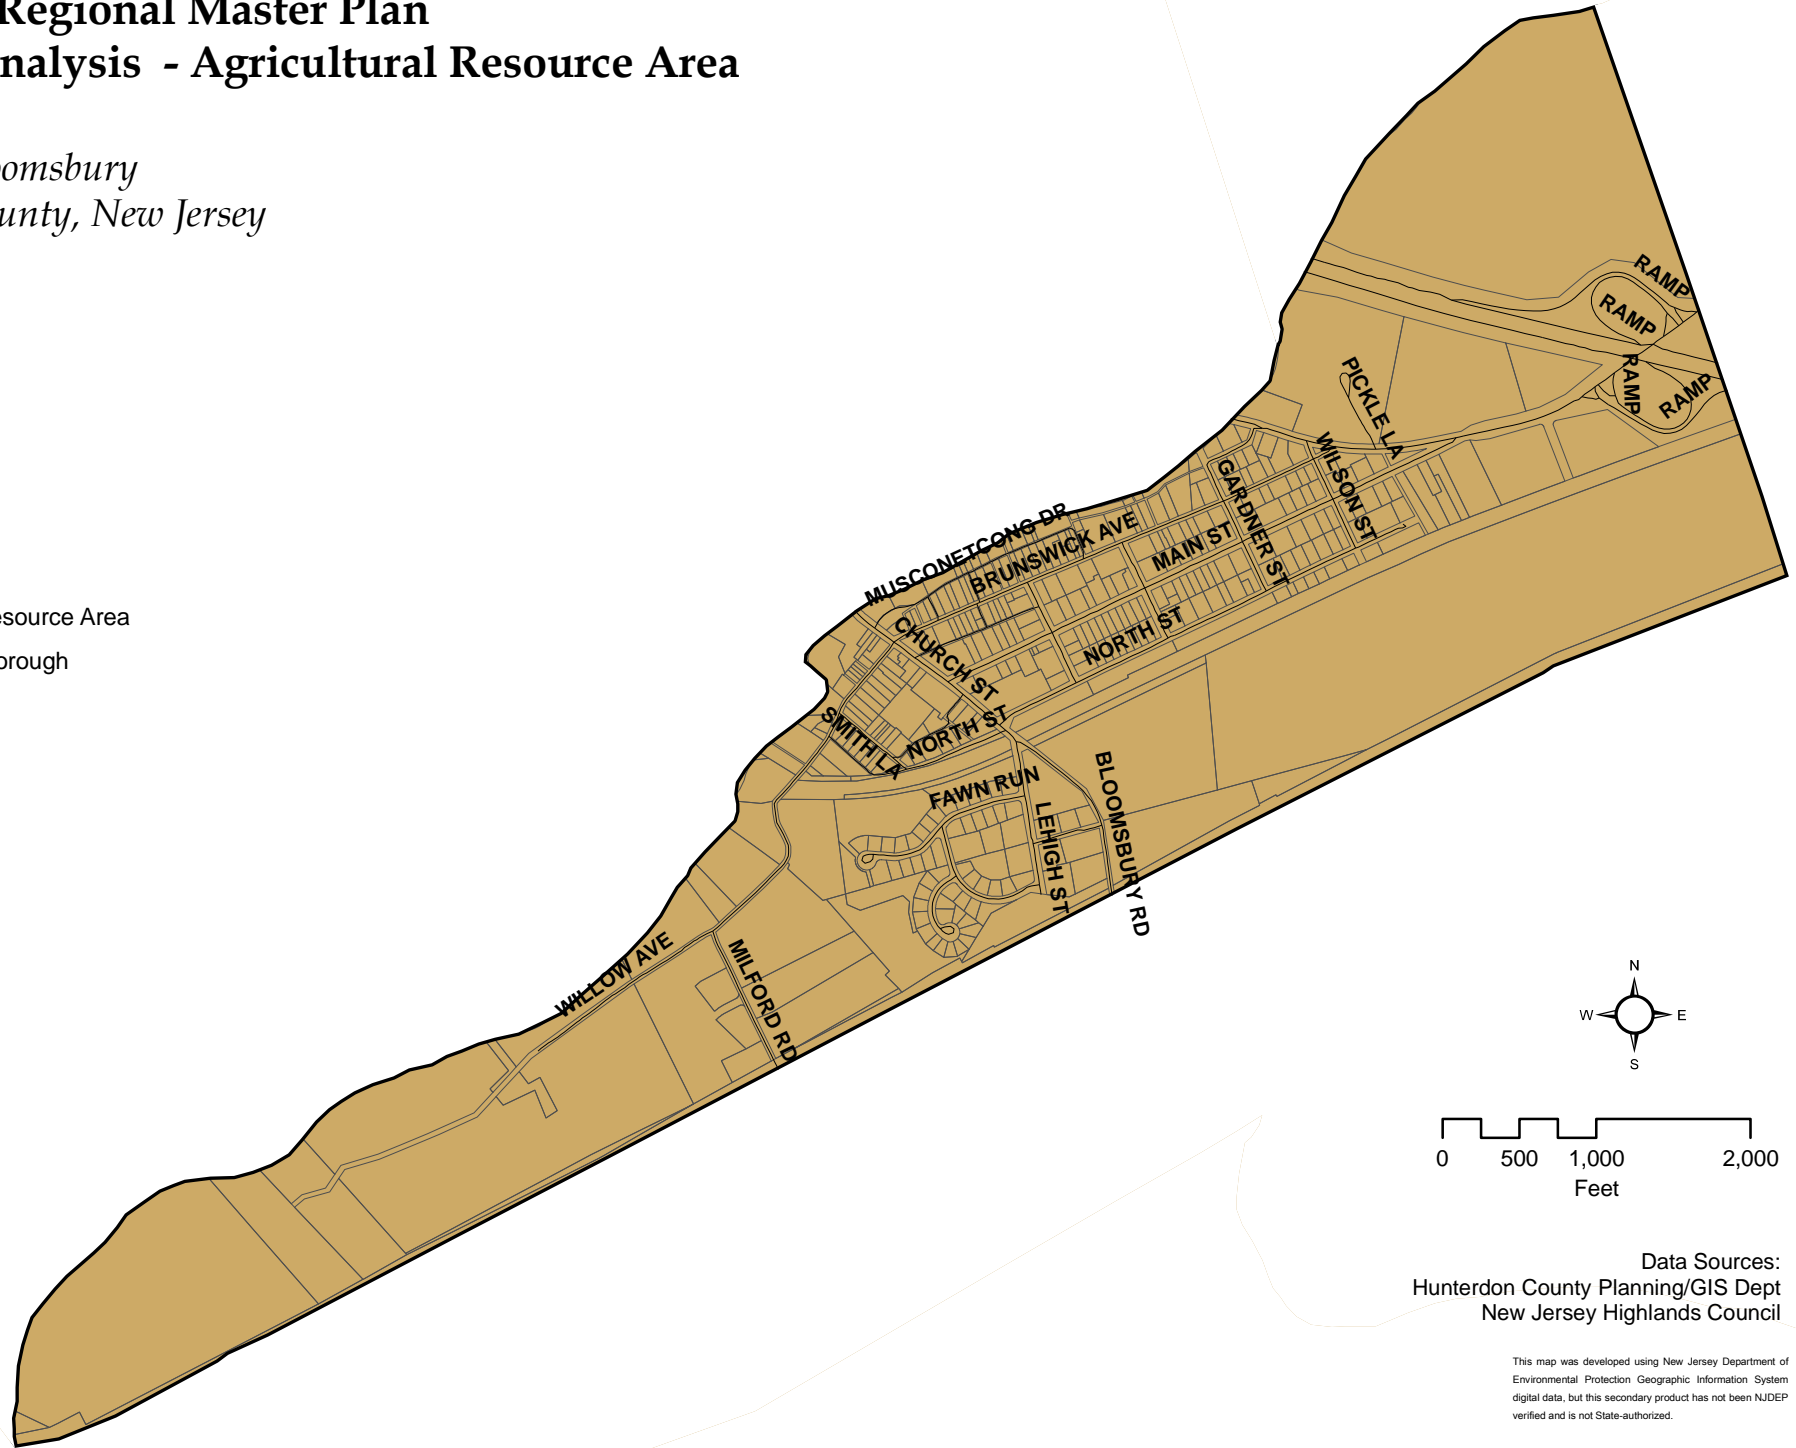 Regional Master Plan
nalysis - Agricultural Resource Area
omsbury
unty, New Jersey
RAMP
RAMP
RAMP
RAMP
PICKLE LA
WILSON ST
GARDNER ST
MUSCONETCONG DR
BRUNSWICK AVE
MAIN ST
NORTH ST
CHURCH ST
esource Area
orough
SMITH LA
NORTH ST
FAWN RUN
LEHIGH ST
BLOOMSBURY RD
WILLOW AVE
MILFORD RD
N
W E
S
0 500 1,000 2,000
Feet
Data Sources:
Hunterdon County Planning/GIS Dept
New Jersey Highlands Council
This map was developed using New Jersey Department of
Environmental Protection Geographic Information System
digital data, but this secondary product has not been NJDEP
verified and is not State-authorized.